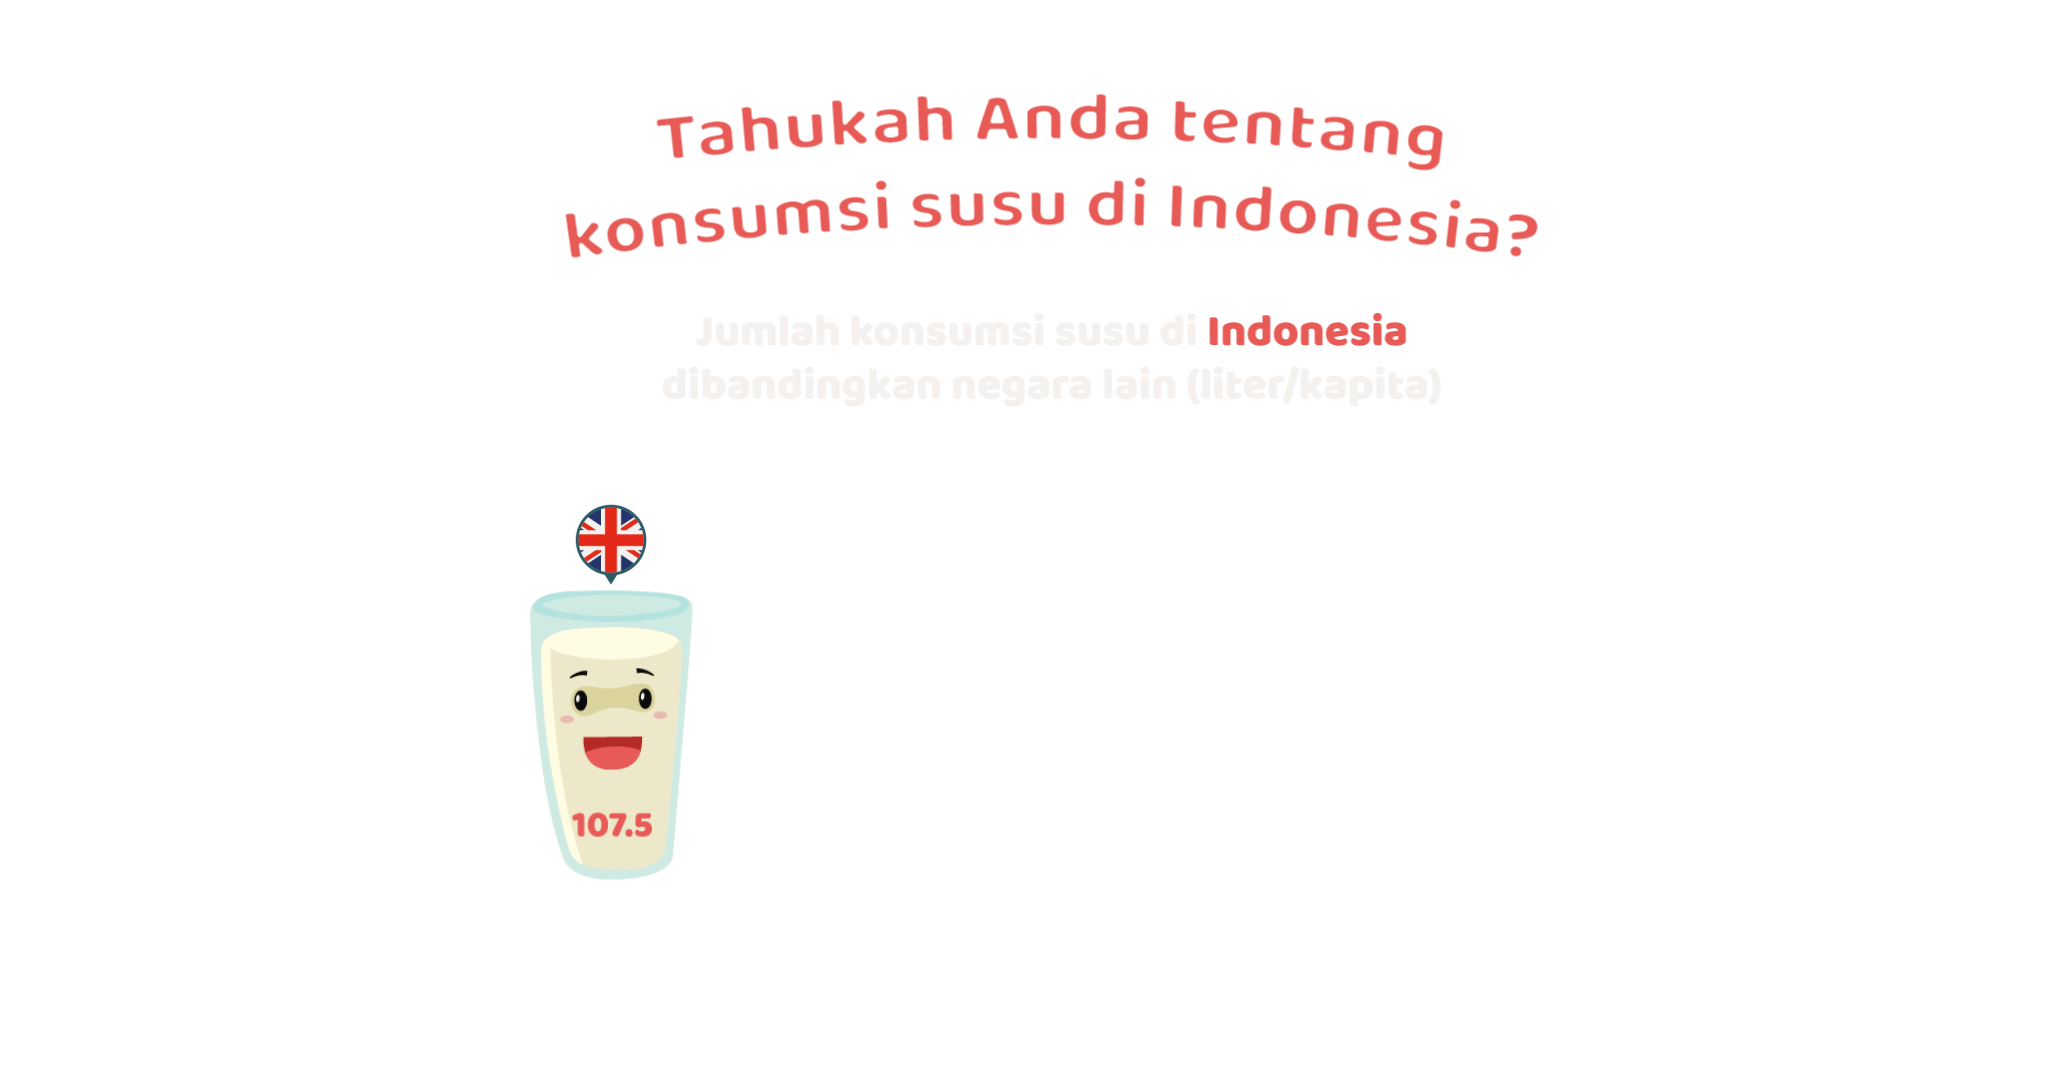 Tahukah Anda tentang
konsumsi susu di Indonesia?
Jumlah konsumsi susu di Indonesia
dibandingkan negara lain (liter/kapita)
107.5